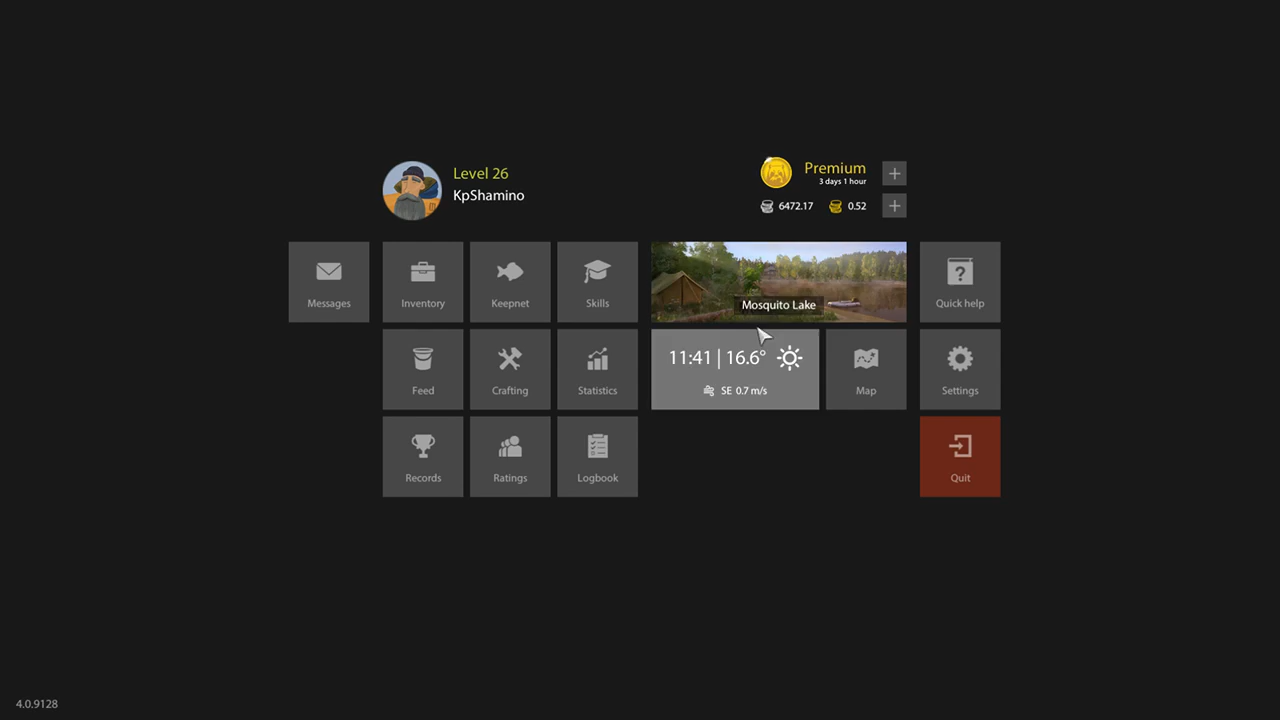 Level 26
KpShamino
Premium
3 days 1 hour
6472.17
0.52
Messages
Inventory
Keepnet
Skills
Mosquito Lake
Quick help
Feed
Crafting
Statistics
11:41 | 16.6°
SE 0.7 m/s
Map
Settings
Records
Ratings
Logbook
Quit
4.0.9128